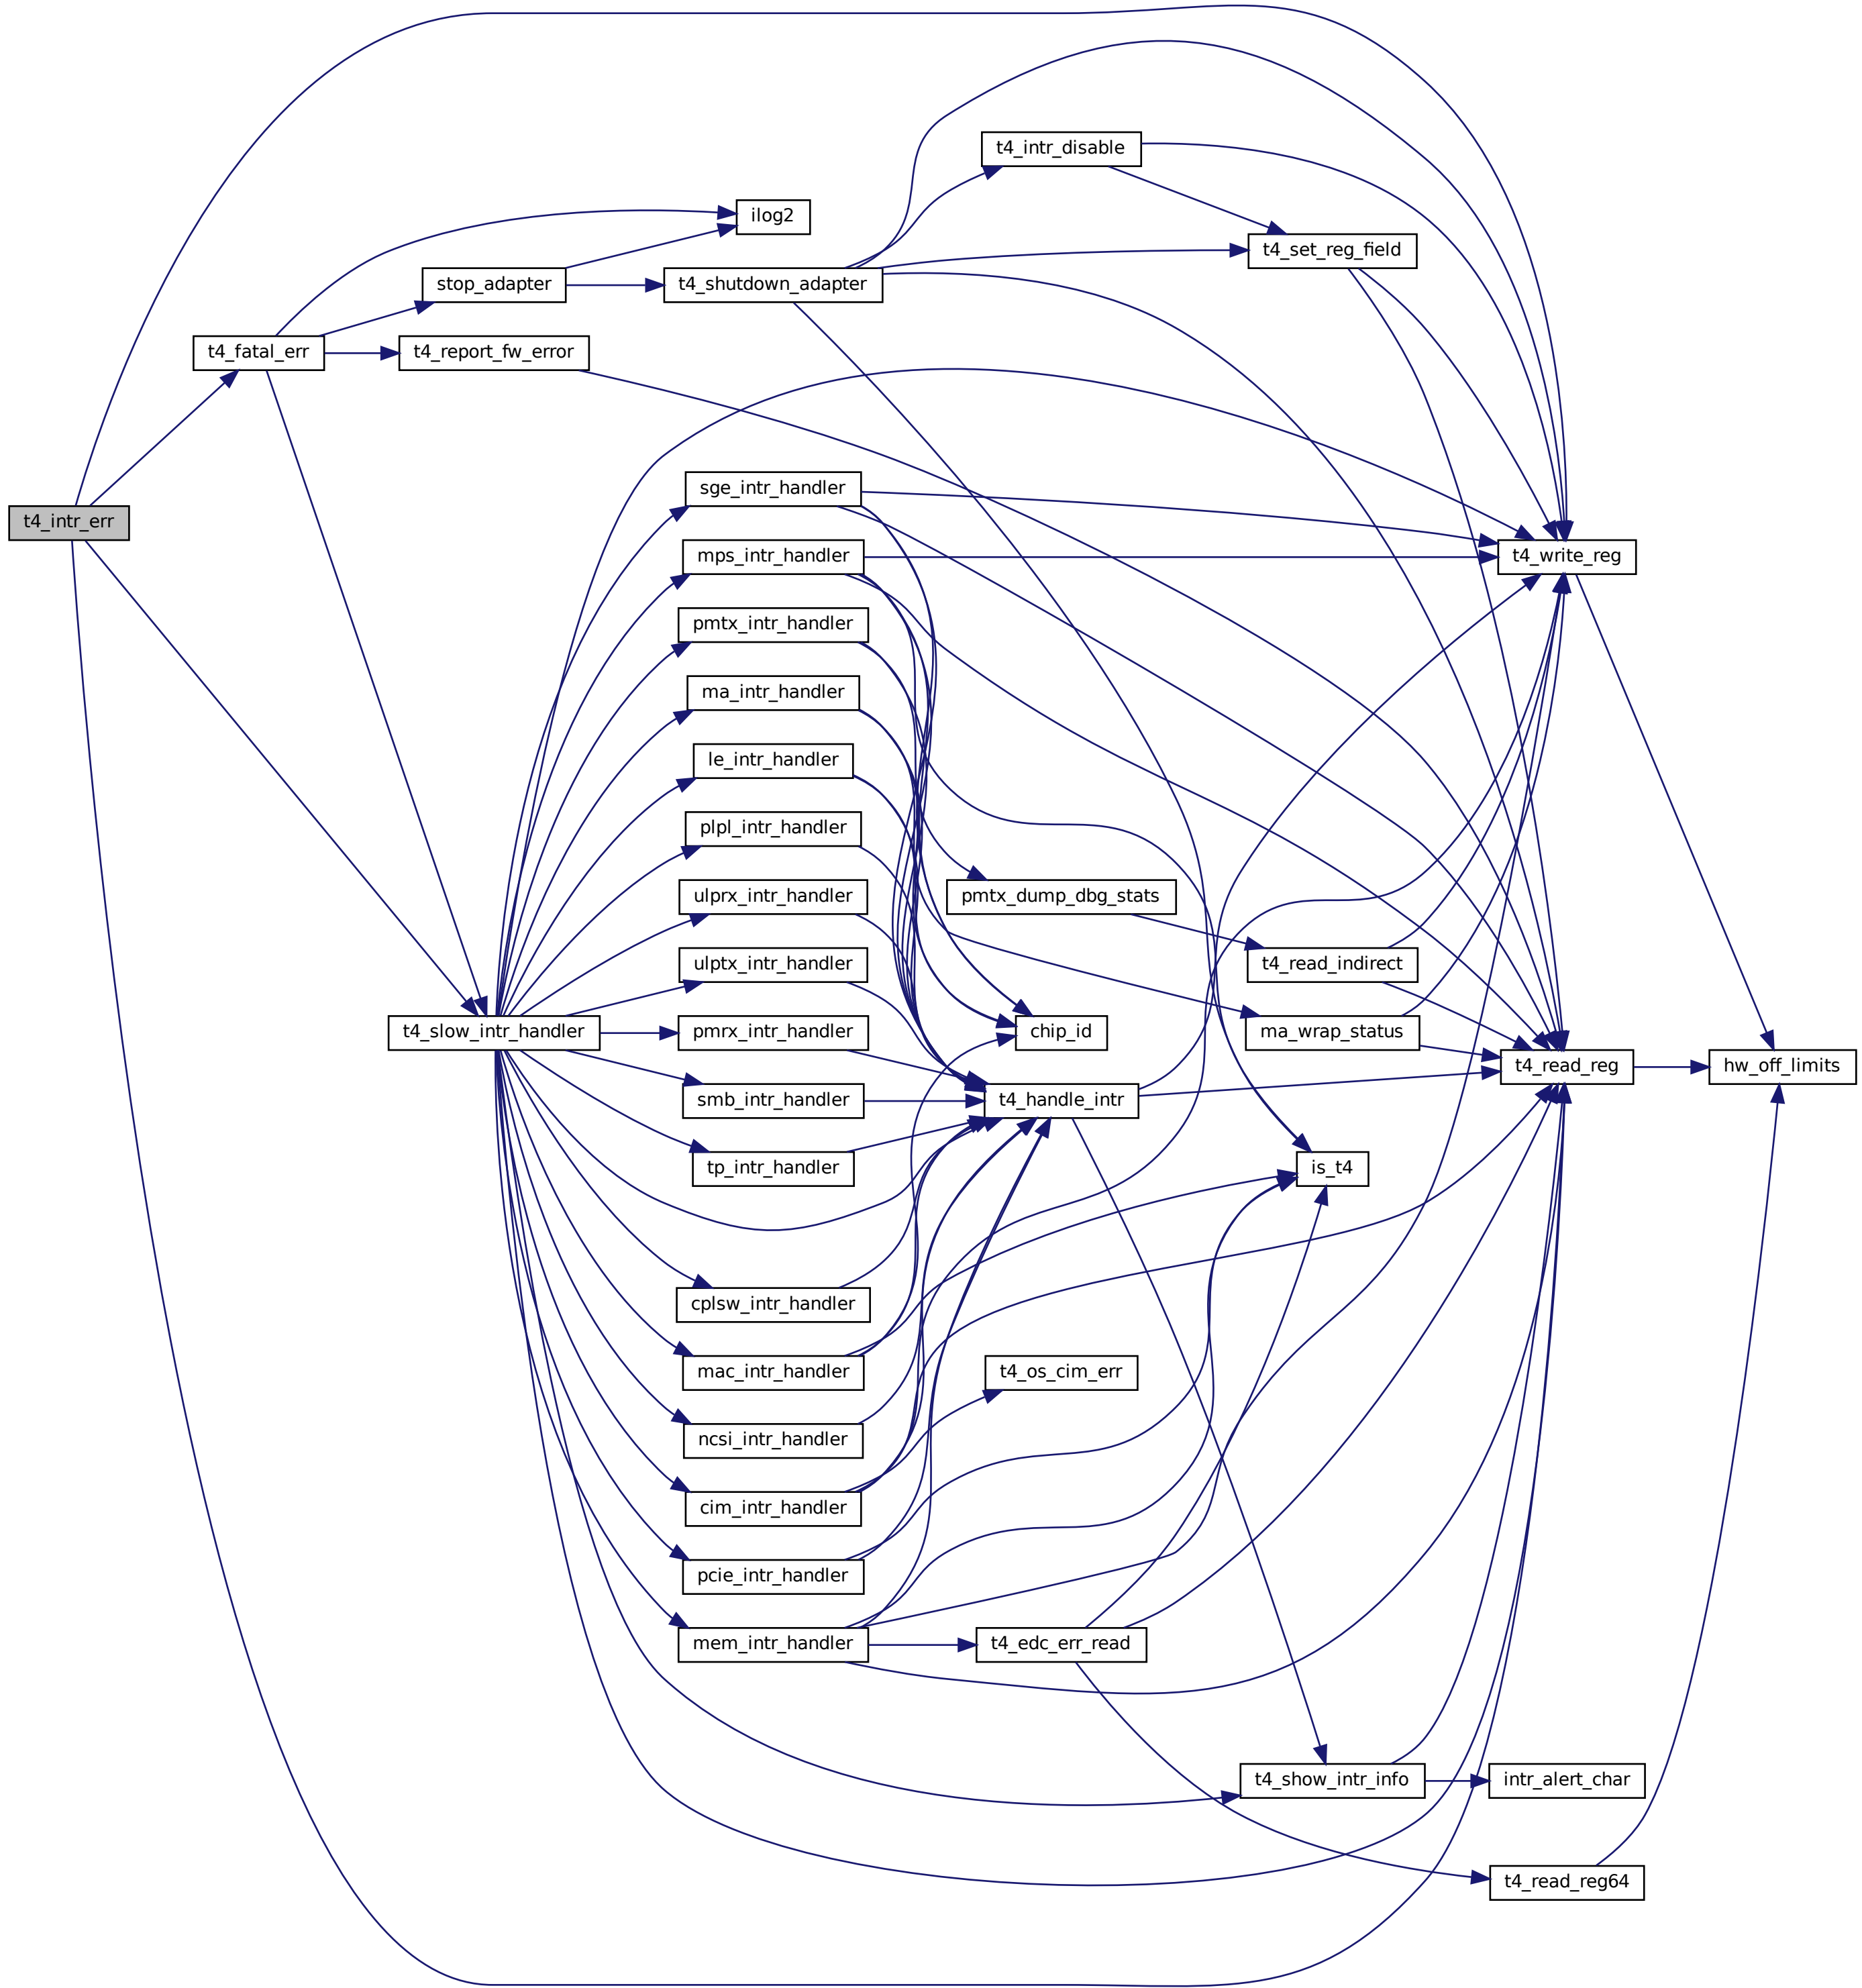 t4_intr_disable
ilog2
t4_set_reg_field
stop_adapter
t4_shutdown_adapter
t4_fatal_err
t4_report_fw_error
sge_intr_handler
t4_intr_err
mps_intr_handler
t4_write_reg
pmtx_intr_handler
ma_intr_handler
le_intr_handler
plpl_intr_handler
ulprx_intr_handler
pmtx_dump_dbg_stats
ulptx_intr_handler
t4_read_indirect
t4_slow_intr_handler
pmrx_intr_handler
chip_id
ma_wrap_status
t4_read_reg
hw_off_limits
smb_intr_handler
t4_handle_intr
tp_intr_handler
is_t4
cplsw_intr_handler
mac_intr_handler
t4_os_cim_err
ncsi_intr_handler
cim_intr_handler
pcie_intr_handler
mem_intr_handler
t4_edc_err_read
t4_show_intr_info
intr_alert_char
t4_read_reg64